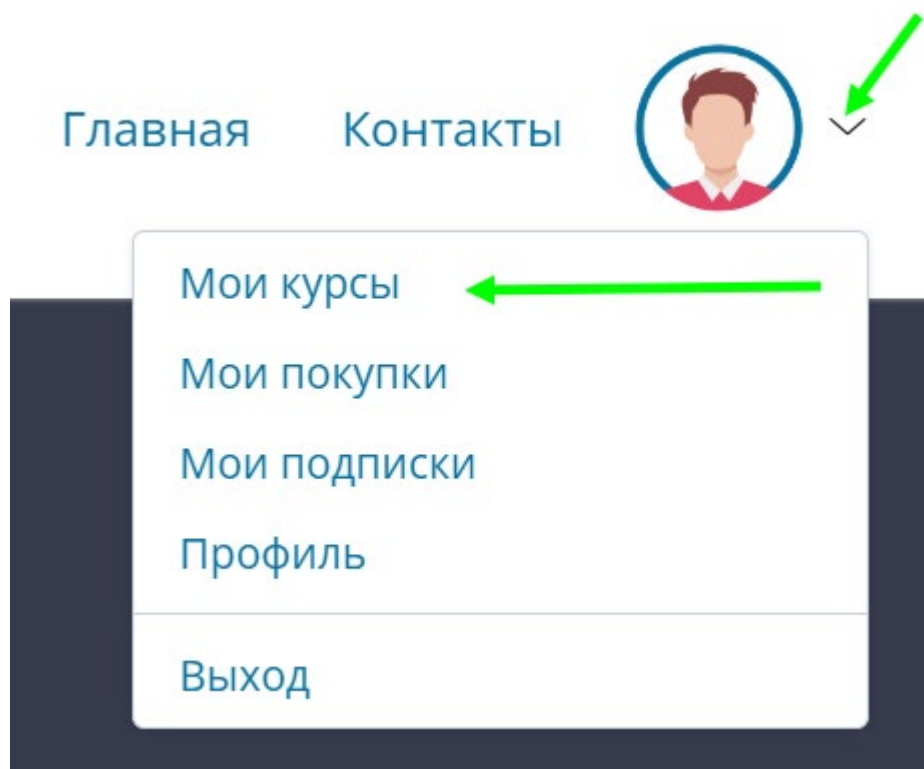 Главная Контакты
Мои курсы
Мои покупки
Мои подписки
Профиль
Выход